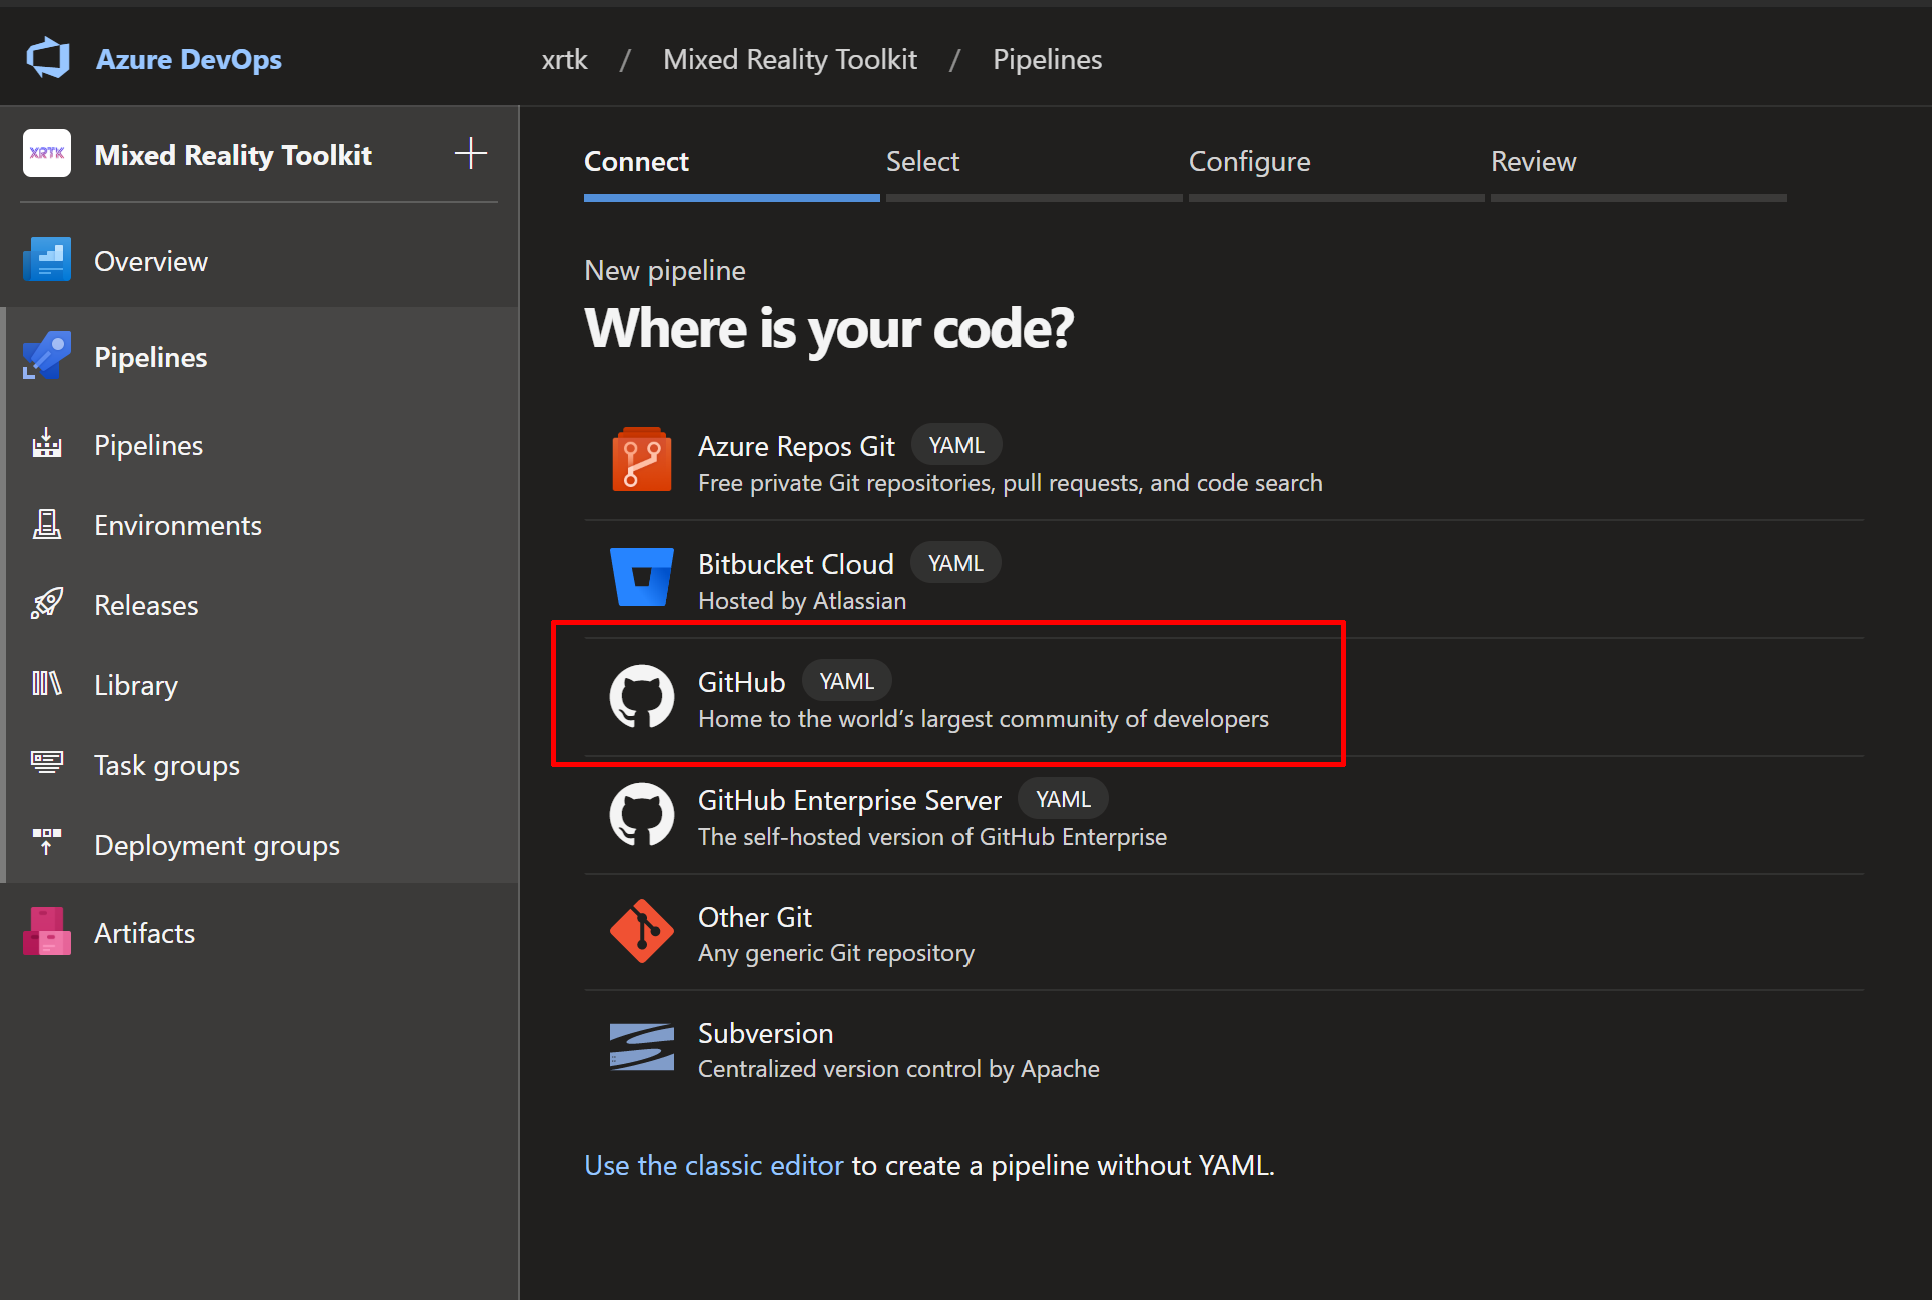 Azure DevOps
xrtk / Mixed Reality Toolkit / Pipelines
XRTK
Mixed Reality Toolkit
Overview
Pipelines
Pipelines
Environments
Releases
Library
Task groups
Deployment groups
Artifacts
Connect
Select
Configure
Review
New pipeline
Where is your code?
Azure Repos Git YAML
Free private Git repositories, pull requests, and code search
Bitbucket Cloud YAML
Hosted by Atlassian
GitHub YAML
Home to the world's largest community of developers
GitHub Enterprise Server YAML
The self-hosted version of GitHub Enterprise
Other Git
Any generic Git repository
Subversion
Centralized version control by Apache
Use the classic editor to create a pipeline without YAML.